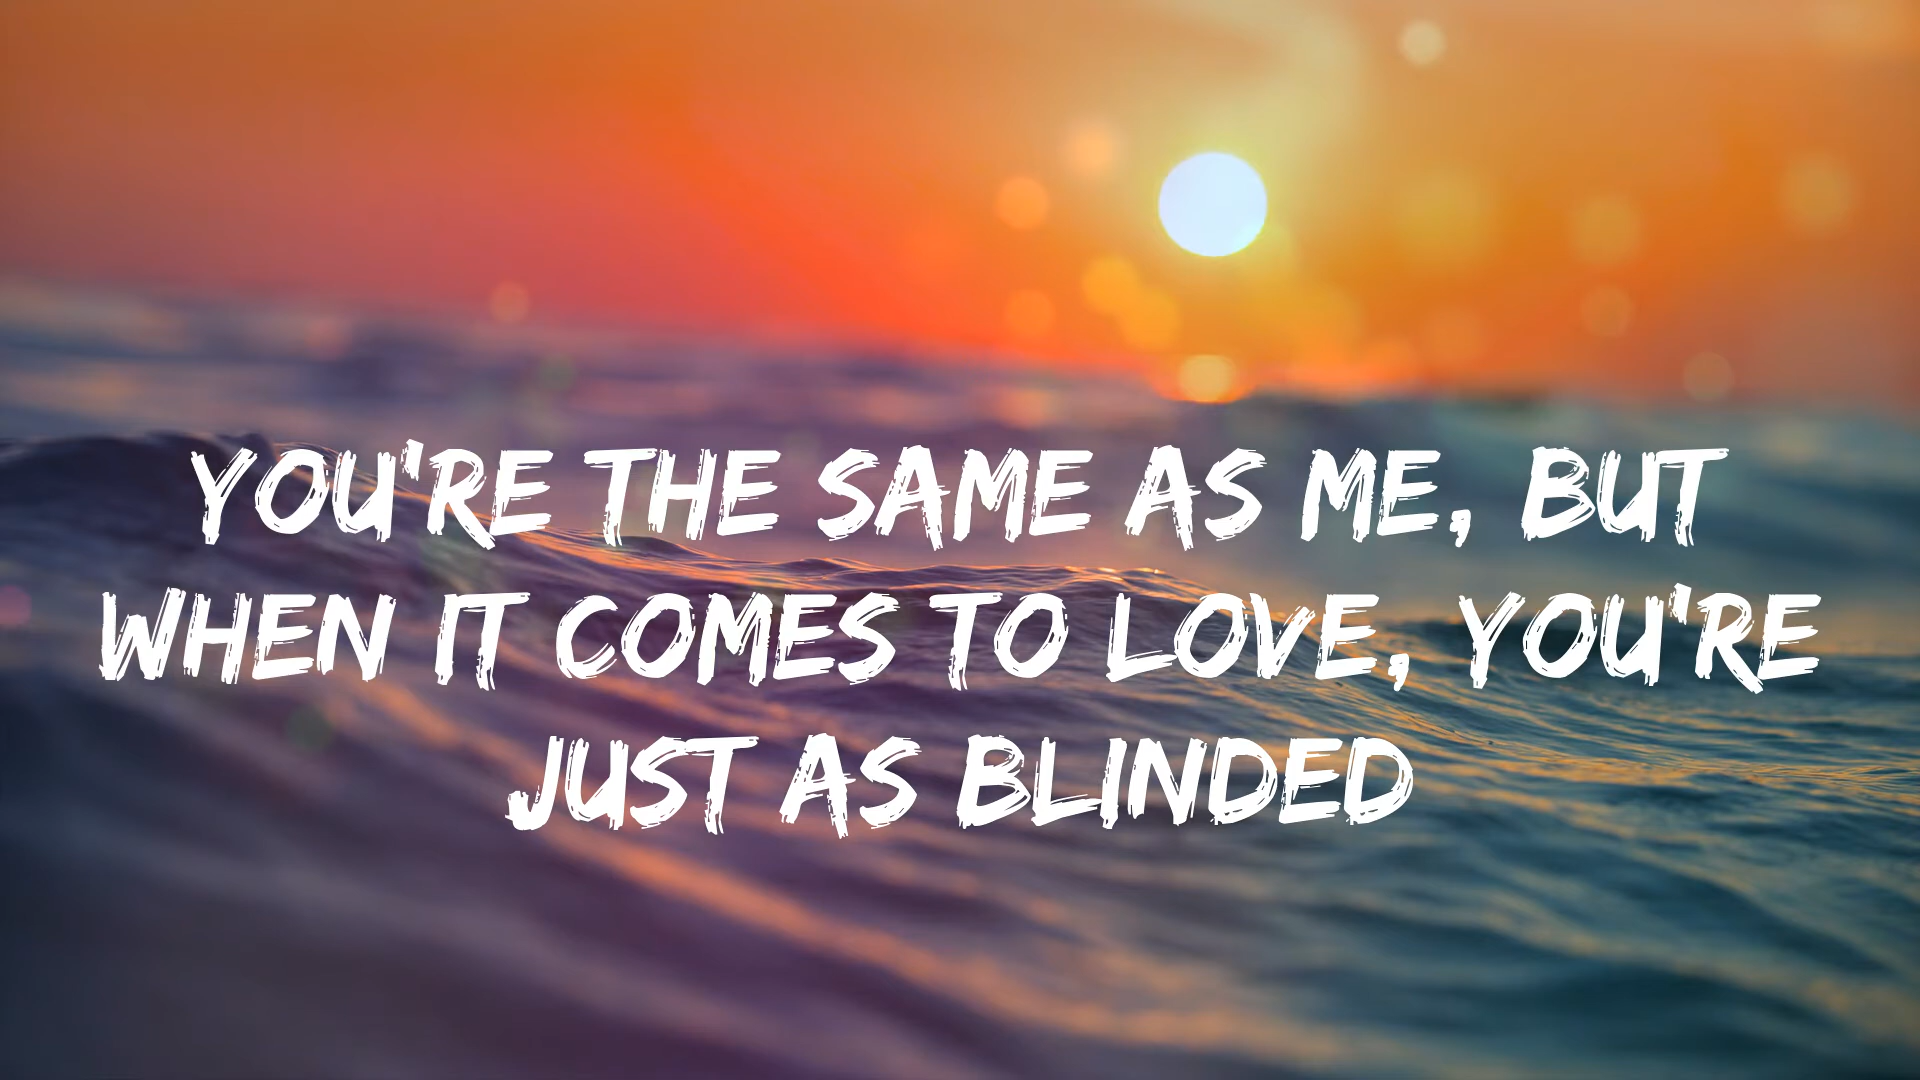 YOU'RE THE SAME AS ME, BUT
WHEN IT COMES TO LOVE, YOU'RE
JUST AS BLINDED